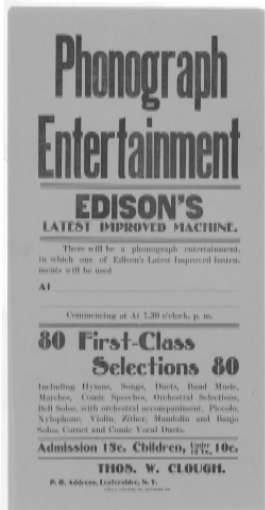 Phonograph
Entertainment
EDISON'S
LATEST IMPROVED MACHINE.
There will be a phonograph entertainment,
in which one of Edison's Latest Improved Instru-
ments will be used
At
Commencing at At 7.30 o'clock, p. m.
80 First-Class
Selections 80
Including Hymns, Songs, Duets, Band Music,
Marches, Comic Speeches, Orchestral Selections,
Bell Solos, with orchestral accompaniment, Piccolo,
Xylophone, Violin, Zither, Mandolin and Banjo
Solos, Cornet and Comic Vocal Duets.
Admission 15c. Children, Under 12 Yrs. 10c.
THOS. W. CLOUGH.
P. O. Address, N. Y.